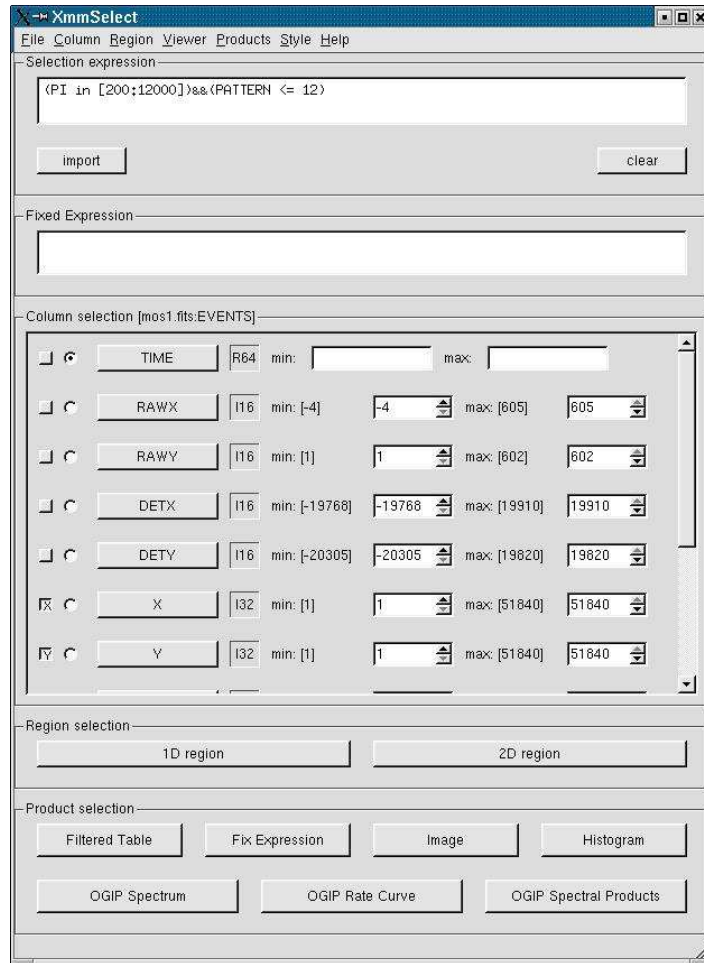 XmmSelect
File Column Region Viewer Products Style Help
Selection expression
(PI in [200:12000])&&(PATTERN <= 12)
import clear
Fixed Expression
Column selection [mos1.fits:EVENTS]
TIME R64 min: max:
RAWX I16 min: [-4] -4 max: [605] 605
RAWY I16 min: [1] 1 max: [602] 602
DETX I16 min: [-19768] -19768 max: [19910] 19910
DETY I16 min: [-20305] -20305 max: [19820] 19820
X X I32 min: [1] 1 max: [51840] 51840
Y Y I32 min: [1] 1 max: [51840] 51840
Region selection
1D region 2D region
Product selection
Filtered Table Fix Expression Image Histogram
OGIP Spectrum OGIP Rate Curve OGIP Spectral Products